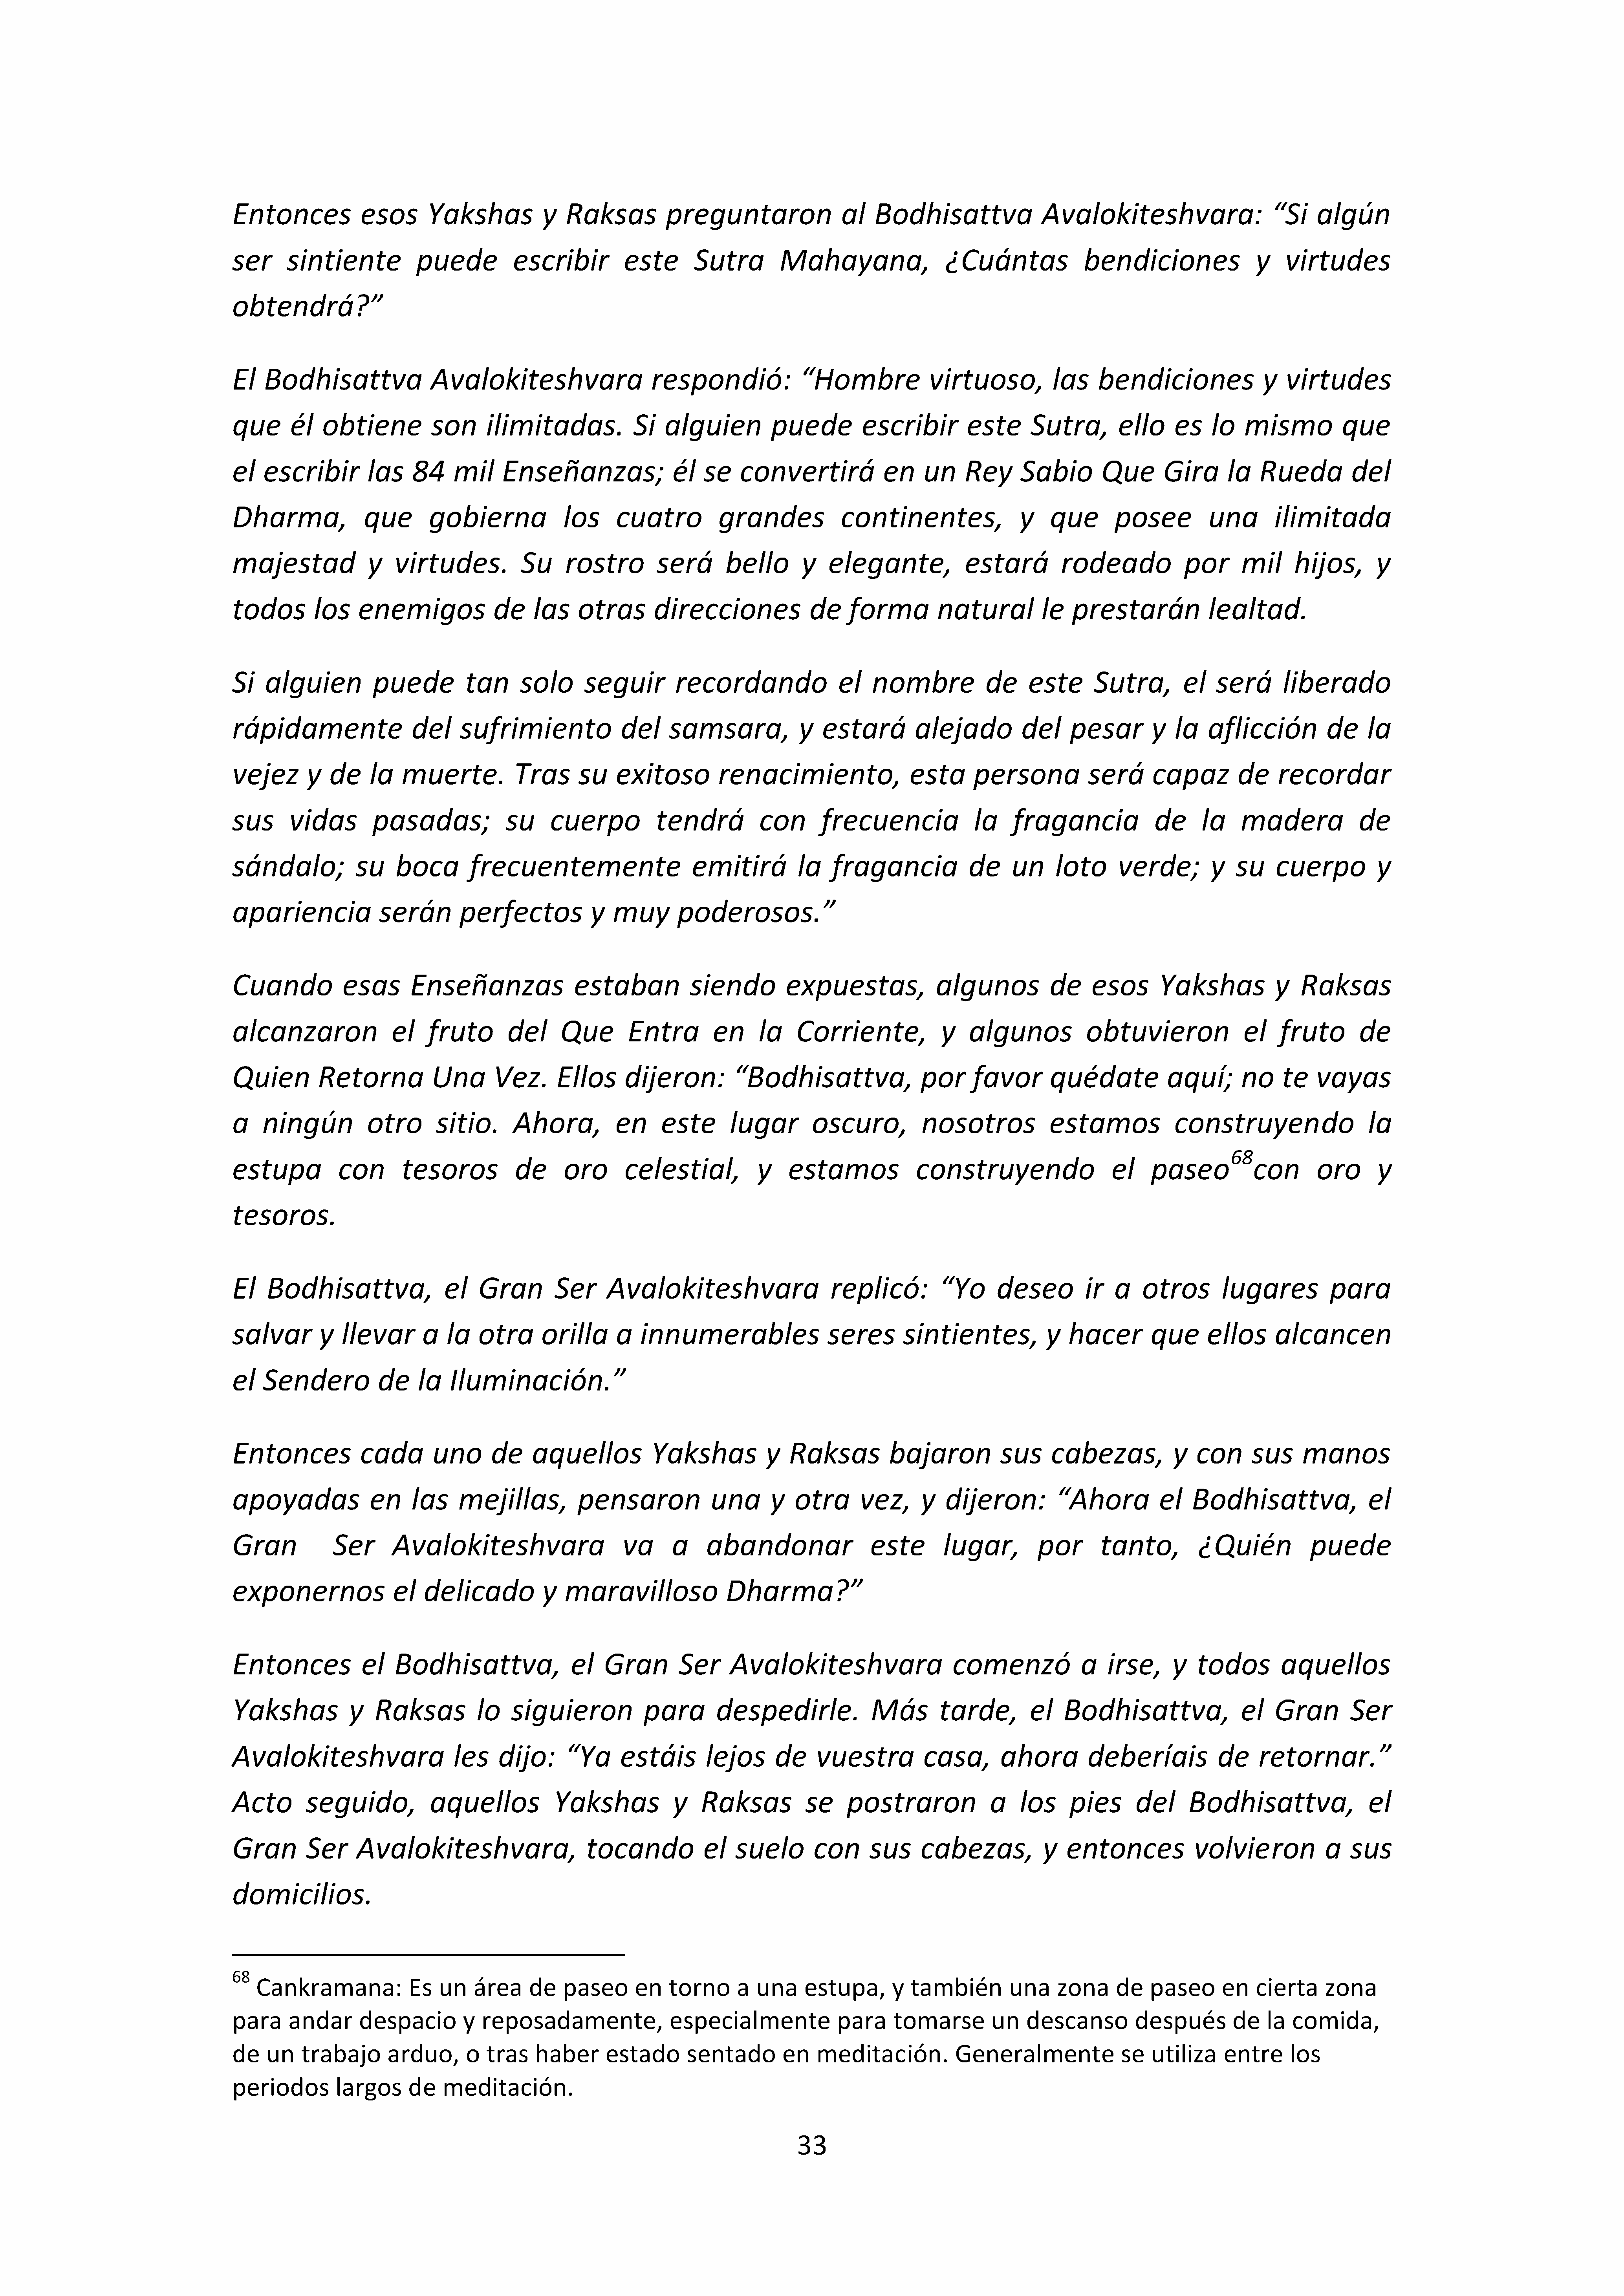 Entonces esos Yakshas y Raksas preguntaron al Bodhisattva Avalokiteshvara: “Si algún
ser sintiente puede escribir este Sutra Mahayana, ¿Cuántas bendiciones y virtudes
obtendrá?”
El Bodhisattva Avalokiteshvara respondió: “Hombre virtuoso, las bendiciones y virtudes
que él obtiene son ilimitadas. Si alguien puede escribir este Sutra, ello es lo mismo que
el escribir las 84 mil Enseñanzas; él se convertirá en un Rey Sabio Que Gira la Rueda del
Dharma, que gobierna los cuatro grandes continentes, y que posee una ilimitada
majestad y virtudes. Su rostro será bello y elegante, estará rodeado por mil hijos, y
todos los enemigos de las otras direcciones de forma natural le prestarán lealtad.
Si alguien puede tan solo seguir recordando el nombre de este Sutra, el será liberado
rápidamente del sufrimiento del samsara, y estará alejado del pesar y la aflicción de la
vejez y de la muerte. Tras su exitoso renacimiento, esta persona será capaz de recordar
sus vidas pasadas; su cuerpo tendrá con frecuencia la fragancia de la madera de
sándalo; su boca frecuentemente emitirá la fragancia de un loto verde; y su cuerpo y
apariencia serán perfectos y muy poderosos.”
Cuando esas Enseñanzas estaban siendo expuestas, algunos de esos Yakshas y Raksas
alcanzaron el fruto del Que Entra en la Corriente, y algunos obtuvieron el fruto de
Quien Retorna Una Vez. Ellos dijeron: “Bodhisattva, por favor quédate aquí; no te vayas
a ningún otro sitio. Ahora, en este lugar oscuro, nosotros estamos construyendo la
estupa con tesoros de oro celestial, y estamos construyendo el paseo68con oro y
tesoros.
El Bodhisattva, el Gran Ser Avalokiteshvara replicó: “Yo deseo ir a otros lugares para
salvar y llevar a la otra orilla a innumerables seres sintientes, y hacer que ellos alcancen
el Sendero de la Iluminación.”
Entonces cada uno de aquellos Yakshas y Raksas bajaron sus cabezas, y con sus manos
apoyadas en las mejillas, pensaron una y otra vez, y dijeron: “Ahora el Bodhisattva, el
Gran Ser Avalokiteshvara va a abandonar este lugar, por tanto, ¿Quién puede
exponernos el delicado y maravilloso Dharma?”
Entonces el Bodhisattva, el Gran Ser Avalokiteshvara comenzó a irse, y todos aquellos
Yakshas y Raksas lo siguieron para despedirle. Más tarde, el Bodhisattva, el Gran Ser
Avalokiteshvara les dijo: “Ya estáis lejos de vuestra casa, ahora deberíais de retornar.”
Acto seguido, aquellos Yakshas y Raksas se postraron a los pies del Bodhisattva, el
Gran Ser Avalokiteshvara, tocando el suelo con sus cabezas, y entonces volvieron a sus
domicilios.
68 Cankramana: Es un área de paseo en torno a una estupa, y también una zona de paseo en cierta zona
para andar despacio y reposadamente, especialmente para tomarse un descanso después de la comida,
de un trabajo arduo, o tras haber estado sentado en meditación. Generalmente se utiliza entre los
periodos largos de meditación.
33